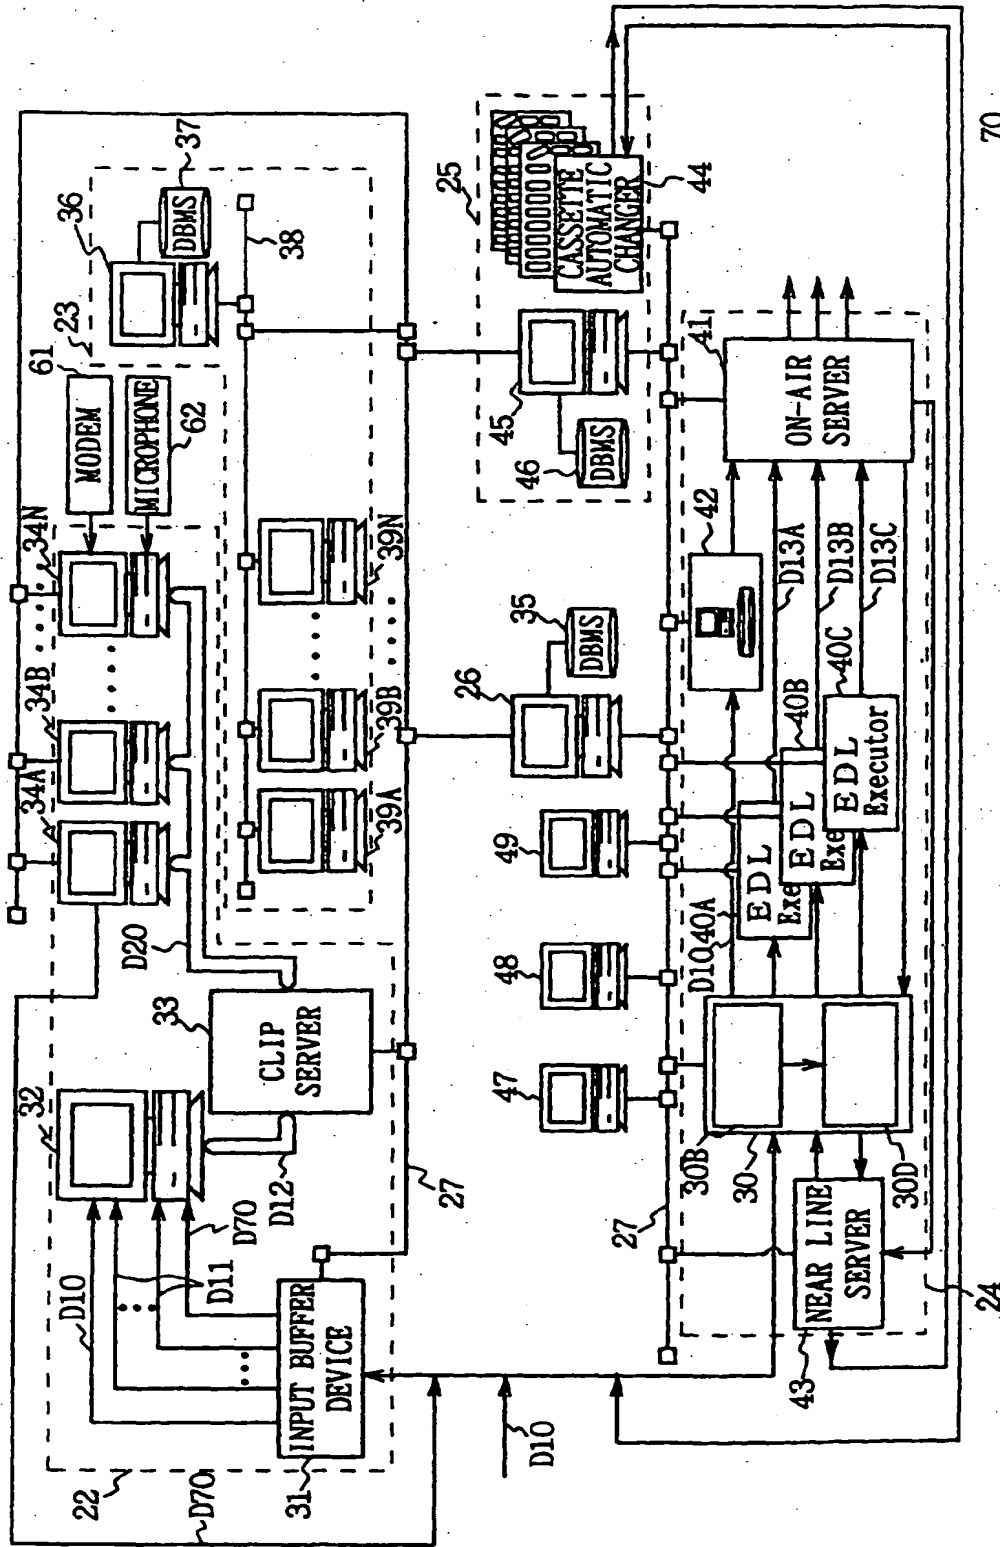 70
22
D70
31
INPUT BUFFER
DEVICE
D10
D11
D70
32
D12
33
CLIP
SERVER
D20
34A
34B
34N
MODEM
61
MICROPHONE
62
23
36
DBMS
37
38
39A
39B
39N
27
26
DBMS
35
25
45
46
DBMS
CASSETTE
AUTOMATIC
CHANGER
44
47
48
49
27
D10
24
43
NEAR LINE
SERVER
30B
30
30D
D10
40A
EDL
Exe
40B
EDL
Exe
40C
EDL
Executor
42
D13A
D13B
D13C
41
ON-AIR
SERVER